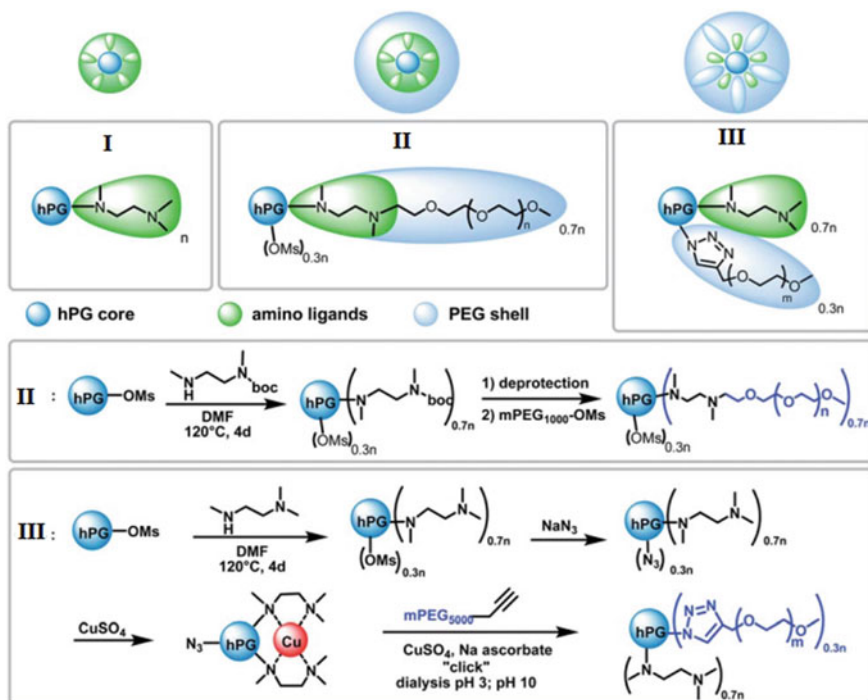 I
II
III
hPG
N
N
n
hPG
(OMs)0.3n
N
N
O
(O)n
O
0.7n
hPG
N
N
0.7n
N
N
N
(O)m
O
0.3n
hPG core
amino ligands
PEG shell
II :
hPG
OMs
N
H
N
boc
DMF
120°C, 4d
hPG
(OMs)0.3n
(N
N
boc)0.7n
1) deprotection
2) mPEG1000-OMs
hPG
(OMs)0.3n
(N
N
O
(O)n
O)0.7n
III :
hPG
OMs
N
H
N
DMF
120°C, 4d
hPG
(OMs)0.3n
(N
N)0.7n
NaN3
hPG
(N3)0.3n
(N
N)0.7n
CuSO4
N3
hPG
N
N
Cu
N
N
mPEG5000
CuSO4, Na ascorbate
"click"
dialysis pH 3; pH 10
hPG
(N
N=N
(O)m
O)0.3n
(N
N)0.7n